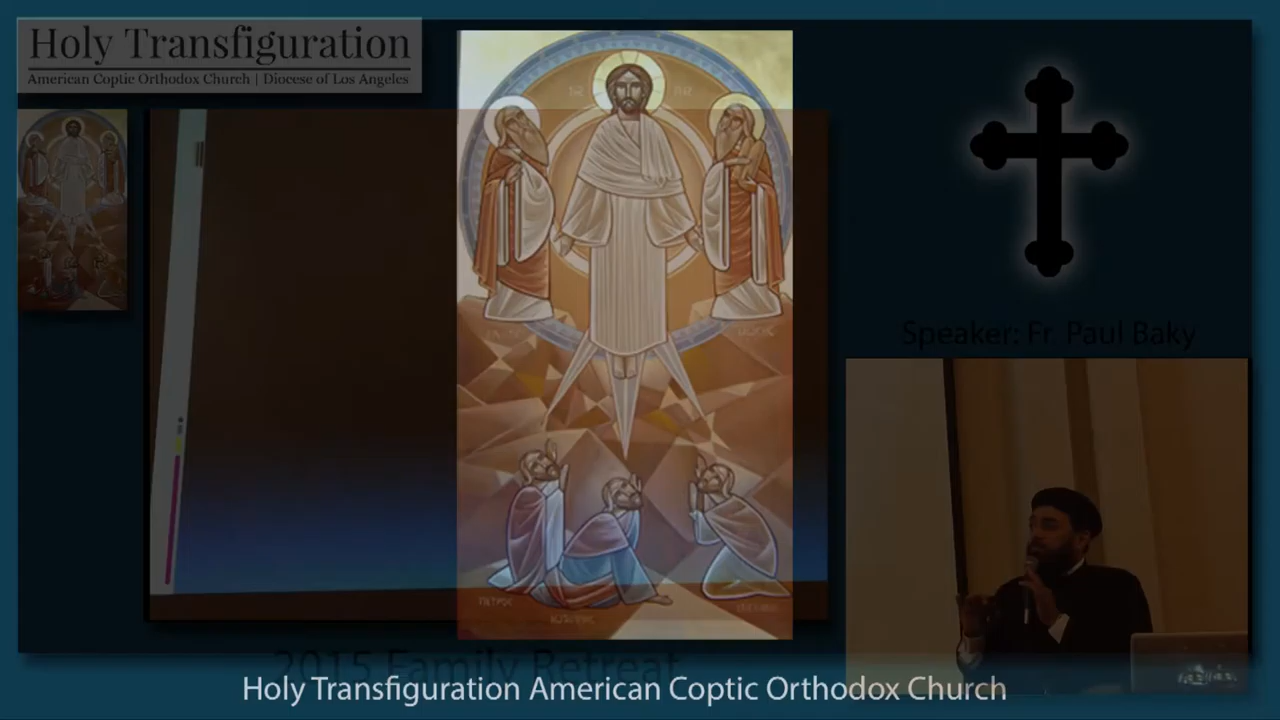 Holy Transfiguration
American Coptic Orthodox Church | Diocese of Los Angeles
Speaker: Fr. Paul Baky
ΠΕΤΡΟC
2015 Family Retreat
Holy Transfiguration American Coptic Orthodox Church